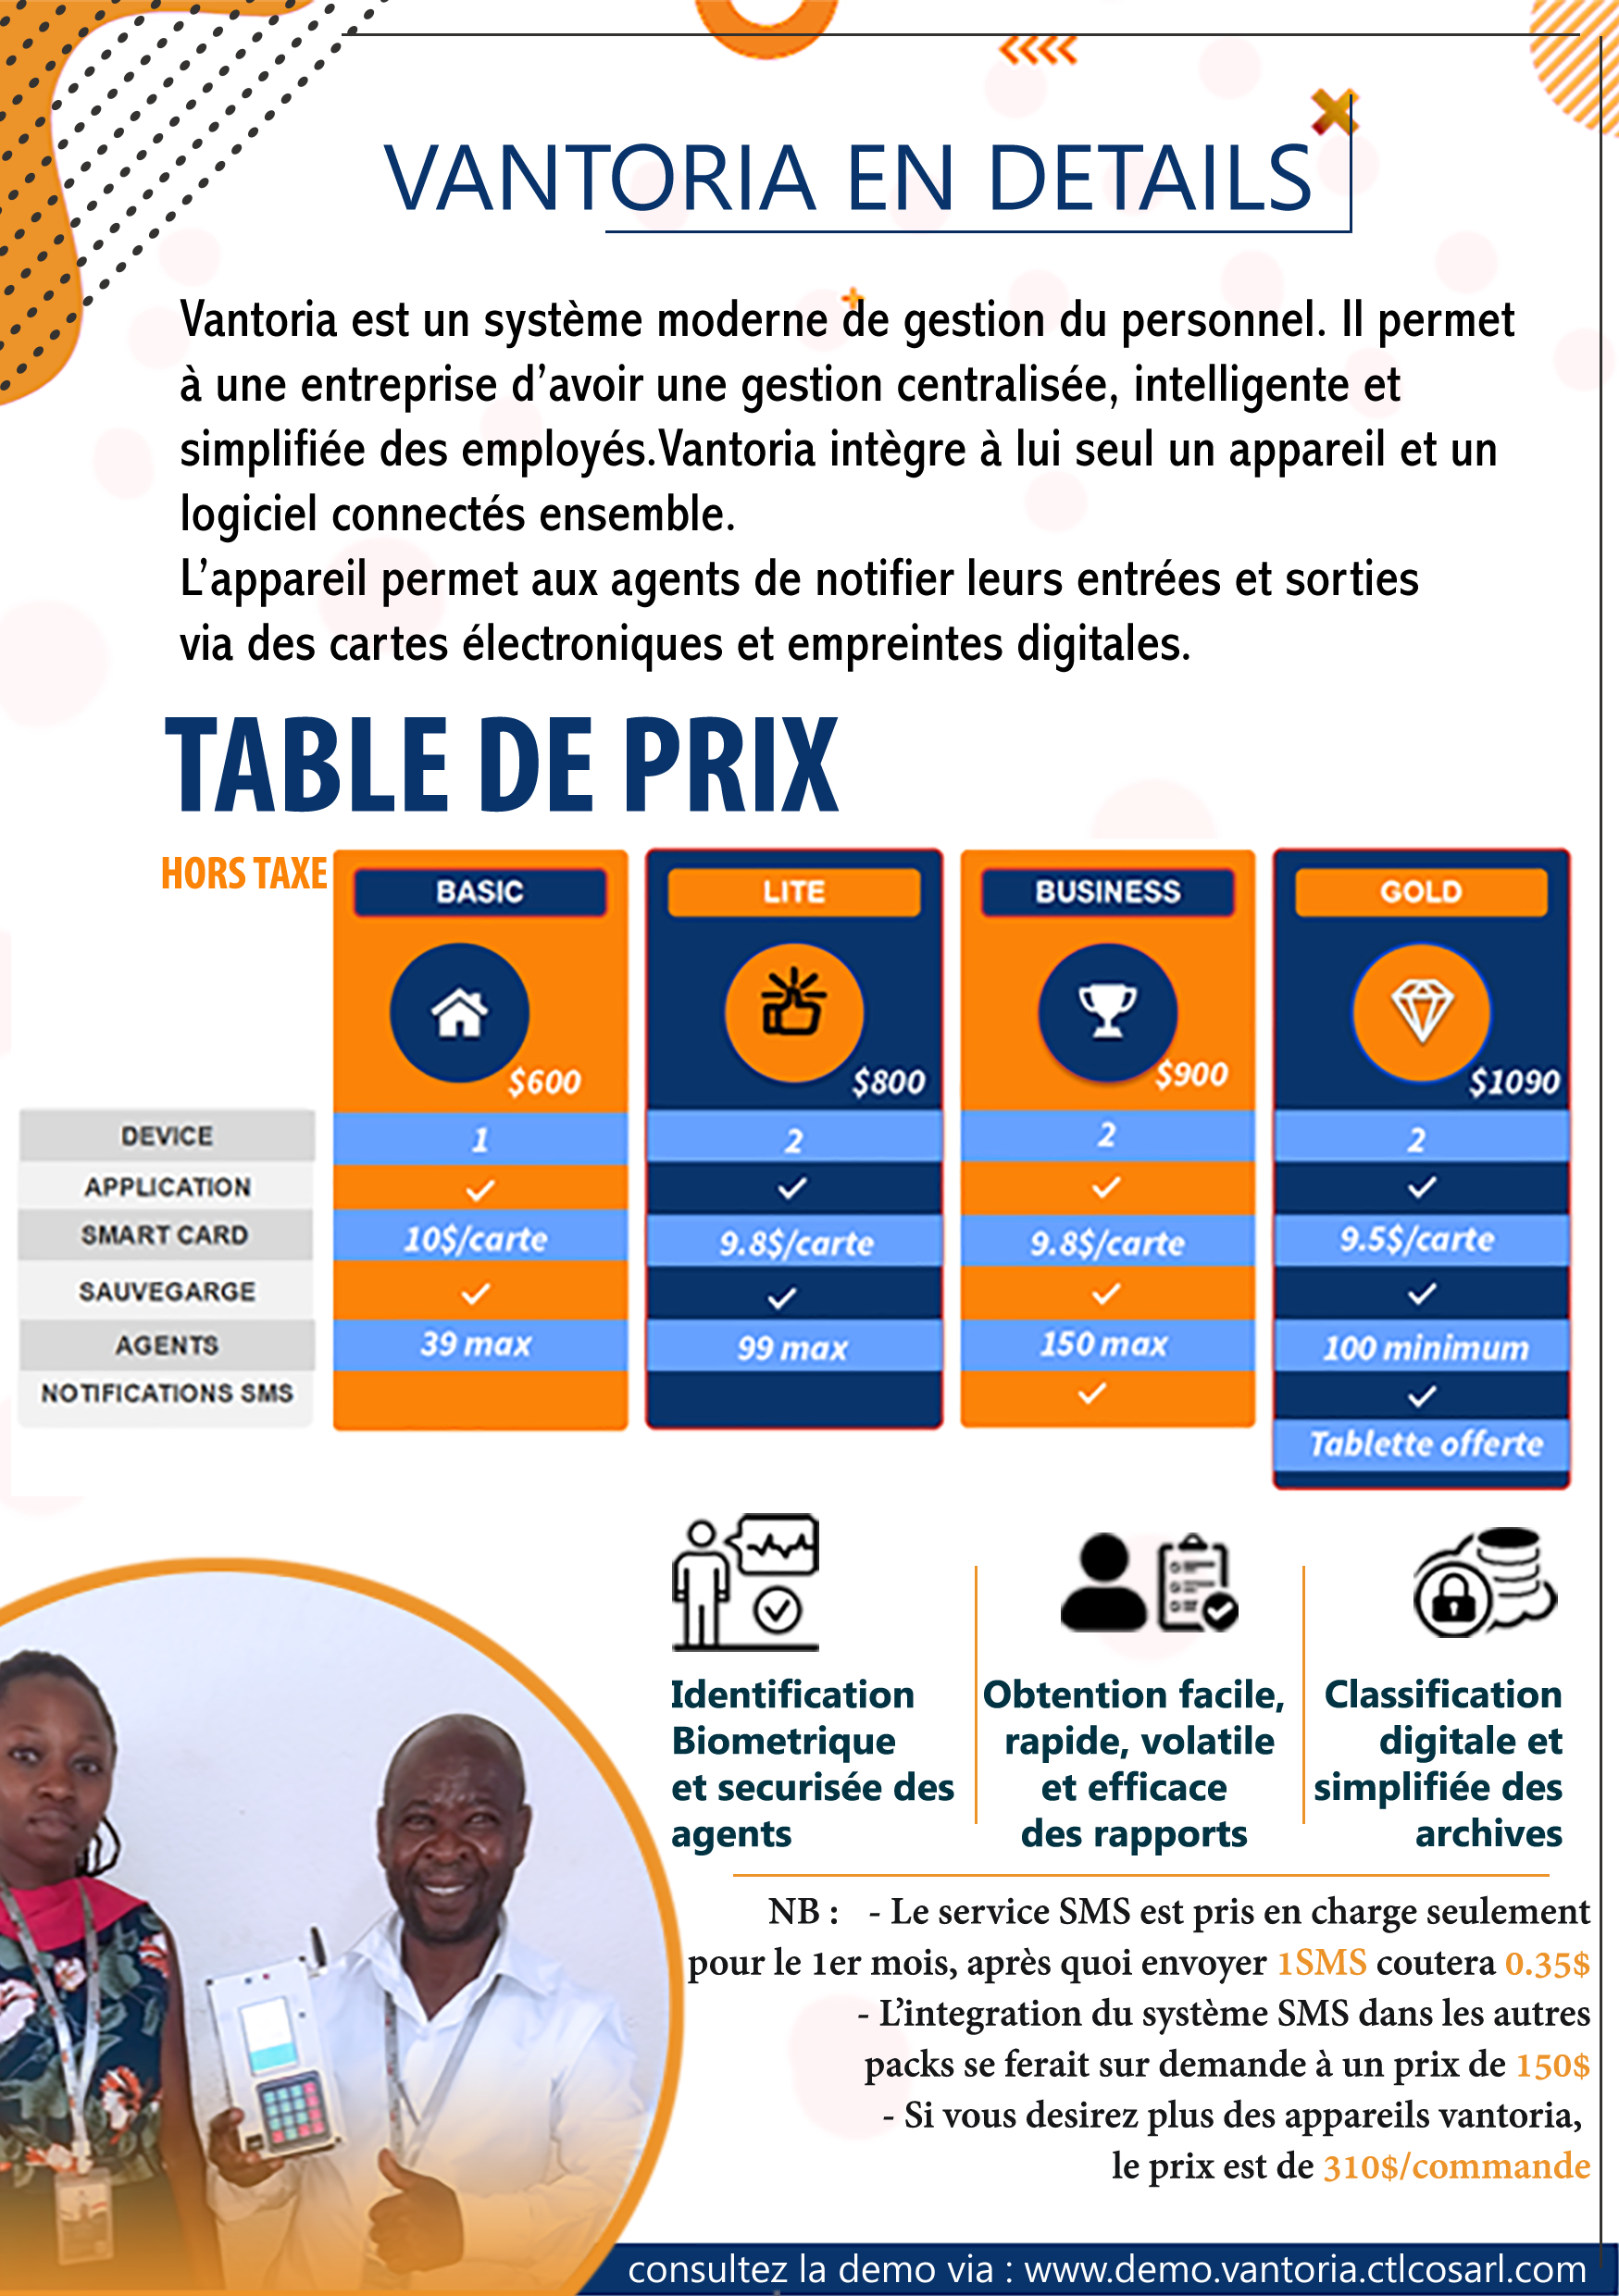 VANTORIA EN DETAILS
Vantoria est un système moderne de gestion du personnel. Il permet
à une entreprise d’avoir une gestion centralisée, intelligente et
simplifiée des employés.Vantoria intègre à lui seul un appareil et un
logiciel connectés ensemble.
L’appareil permet aux agents de notifier leurs entrées et sorties
via des cartes électroniques et empreintes digitales.
TABLE DE PRIX
HORS TAXE BASIC LITE BUSINESS GOLD
$600 $800 $900 $1090
DEVICE 1 2 2 2
APPLICATION
SMART CARD 10$/carte 9.8$/carte 9.8$/carte 9.5$/carte
SAUVEGARGE
AGENTS 39 max 99 max 150 max 100 minimum
NOTIFICATIONS SMS
Tablette offerte
Identification
Biometrique
et securisée des
agents
Obtention facile,
rapide, volatile
et efficace
des rapports
Classification
digitale et
simplifiée des
archives
NB : - Le service SMS est pris en charge seulement
pour le 1er mois, après quoi envoyer 1SMS coutera 0.35$
- L’integration du système SMS dans les autres
packs se ferait sur demande à un prix de 150$
- Si vous desirez plus des appareils vantoria,
le prix est de 310$/commande
consultez la demo via : www.demo.vantoria.ctlcosarl.com